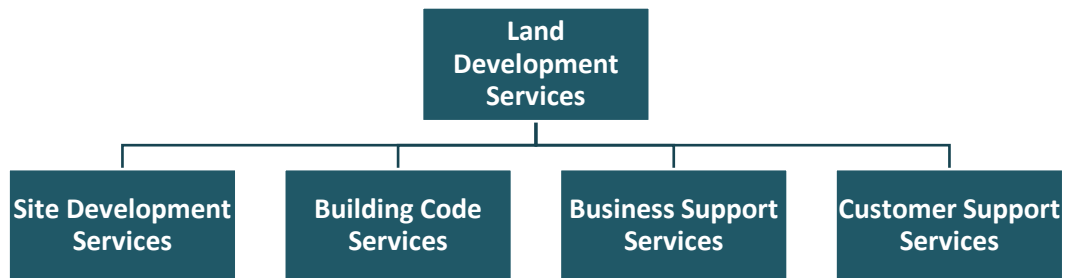 Land
Development
Services
Site Development
Services
Building Code
Services
Business Support
Services
Customer Support
Services